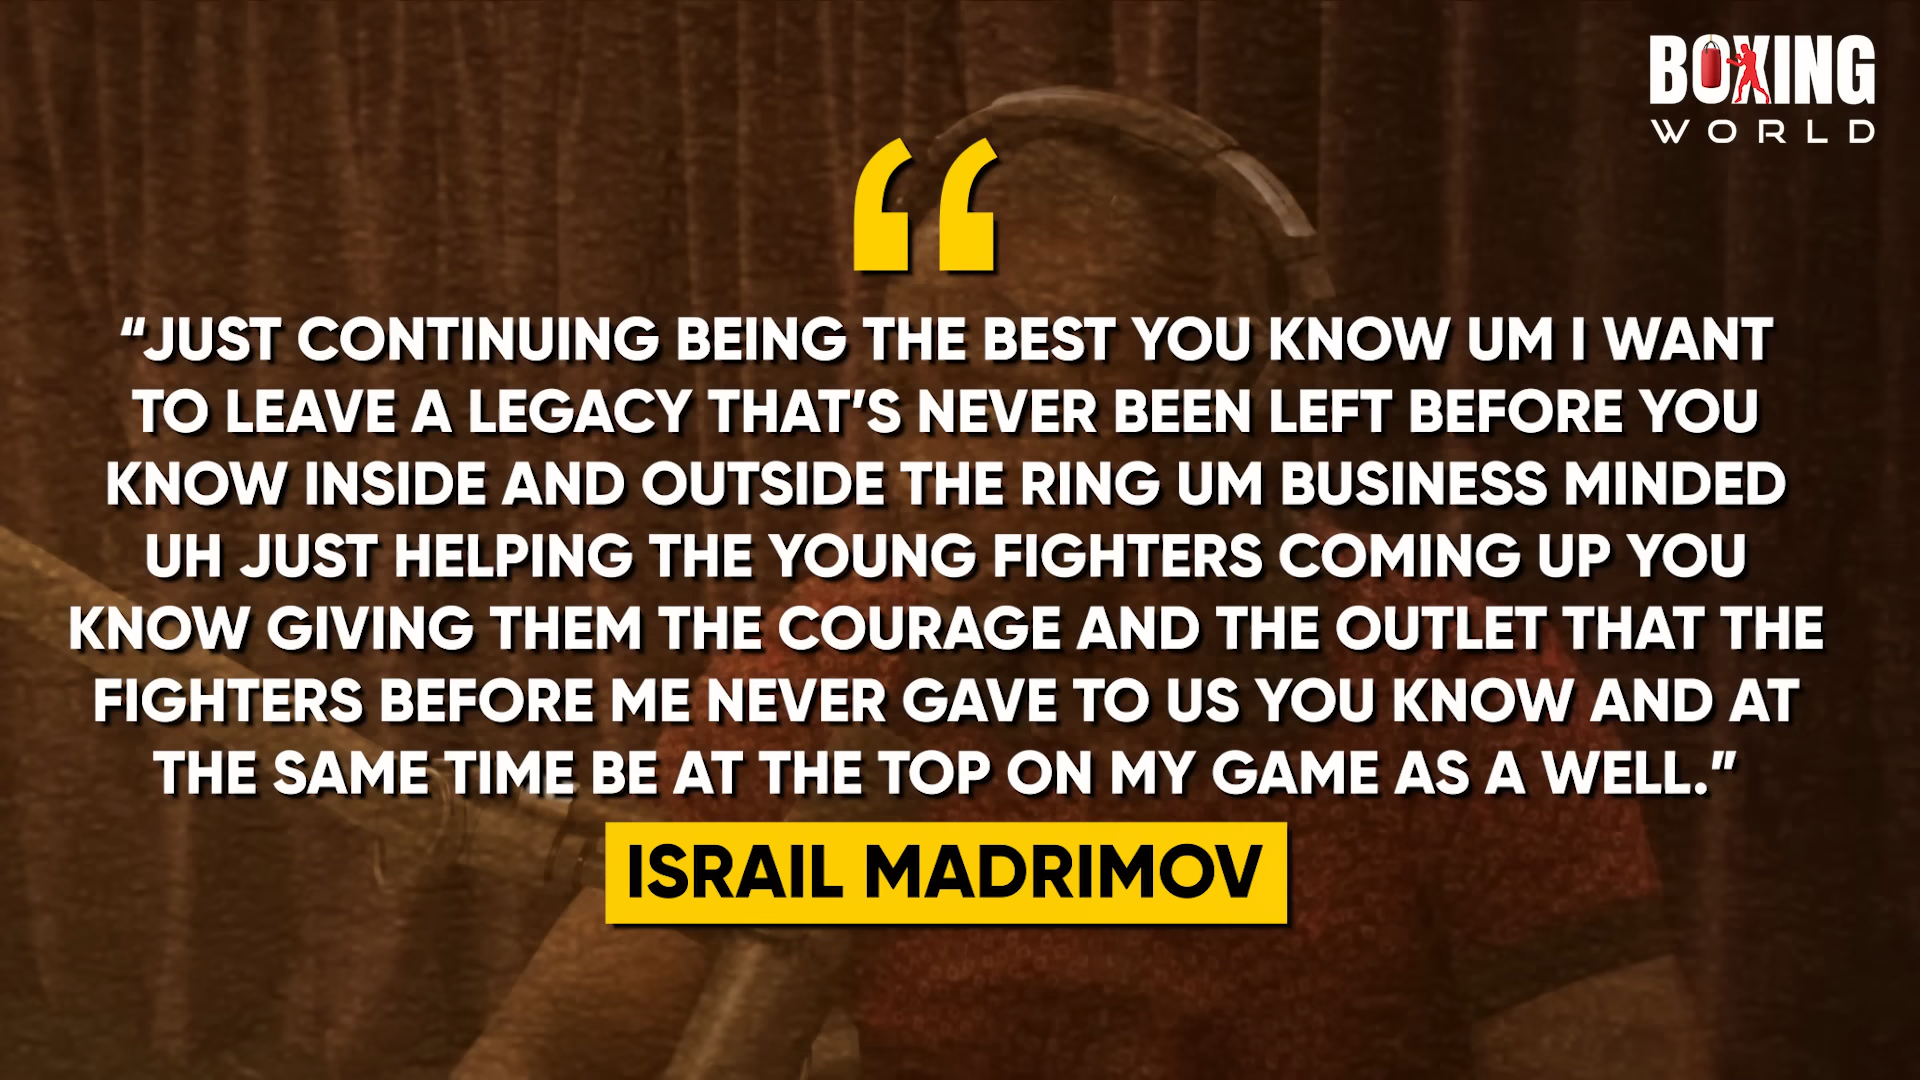 BOXING
WORLD
“
“JUST CONTINUING BEING THE BEST YOU KNOW UM I WANT
TO LEAVE A LEGACY THAT’S NEVER BEEN LEFT BEFORE YOU
KNOW INSIDE AND OUTSIDE THE RING UM BUSINESS MINDED
UH JUST HELPING THE YOUNG FIGHTERS COMING UP YOU
KNOW GIVING THEM THE COURAGE AND THE OUTLET THAT THE
FIGHTERS BEFORE ME NEVER GAVE TO US YOU KNOW AND AT
THE SAME TIME BE AT THE TOP ON MY GAME AS A WELL.”
ISRAIL MADRIMOV